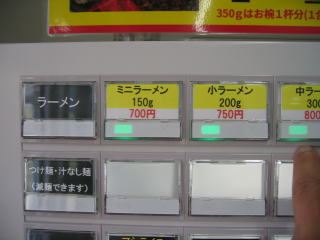 350gはお椀1杯分(1合
ラーメン
ミニラーメン
150g
700円
小ラーメン
200g
750円
中ラー
300
800
つけ麺・汁なし麺
(減麺できます)